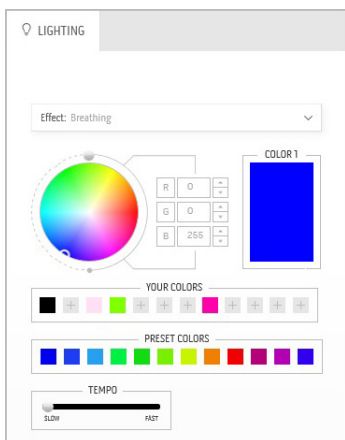 LIGHTING
Effect: Breathing
COLOR 1
R 0
G 0
B 255
YOUR COLORS
PRESET COLORS
TEMPO
SLOW FAST